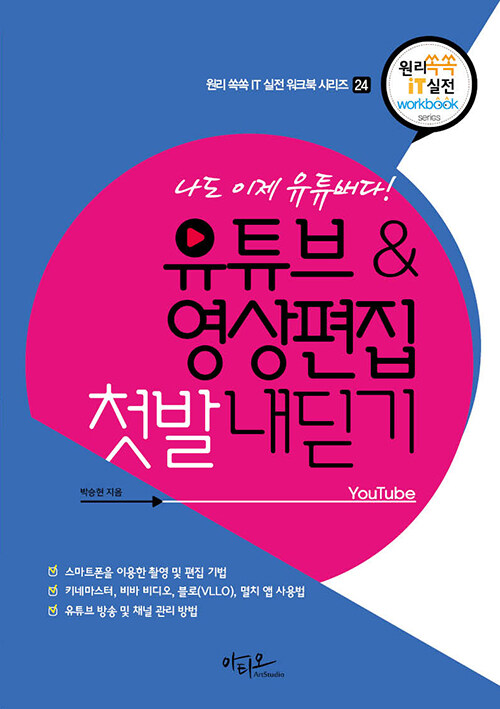 원리쏙쏙
iT실전
workbook
series
원리 쏙쏙 IT 실전 워크북 시리즈 24
나도 이제 유튜버다!
유튜브 &
영상편집
첫발 내딛기
박승현 지음
YouTube
스마트폰을 이용한 촬영 및 편집 기법
키네마스터, 비바 비디오, 블로(VLLO), 멸치 앱 사용법
유튜브 방송 및 채널 관리 방법
아티오
ArtStudio